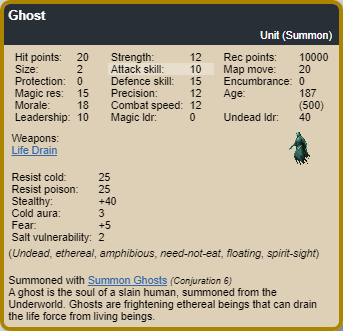 Ghost
Unit (Summon)
Hit points: 20 Strength: 12 Rec points: 10000
Size: 2 Attack skill: 10 Map move: 20
Protection: 0 Defence skill: 15 Encumbrance: 0
Magic res: 15 Precision: 12 Age: 187
Morale: 18 Combat speed: 12 (500)
Leadership: 10 Magic ldr: 0 Undead ldr: 40
Weapons:
Life Drain
Resist cold: 25
Resist poison: 25
Stealthy: +40
Cold aura: 3
Fear: +5
Salt vulnerability: 2
(Undead, ethereal, amphibious, need-not-eat, floating, spirit-sight)
Summoned with Summon Ghosts (Conjuration 6)
A ghost is the soul of a slain human, summoned from the
Underworld. Ghosts are frightening ethereal beings that can drain
the life force from living beings.